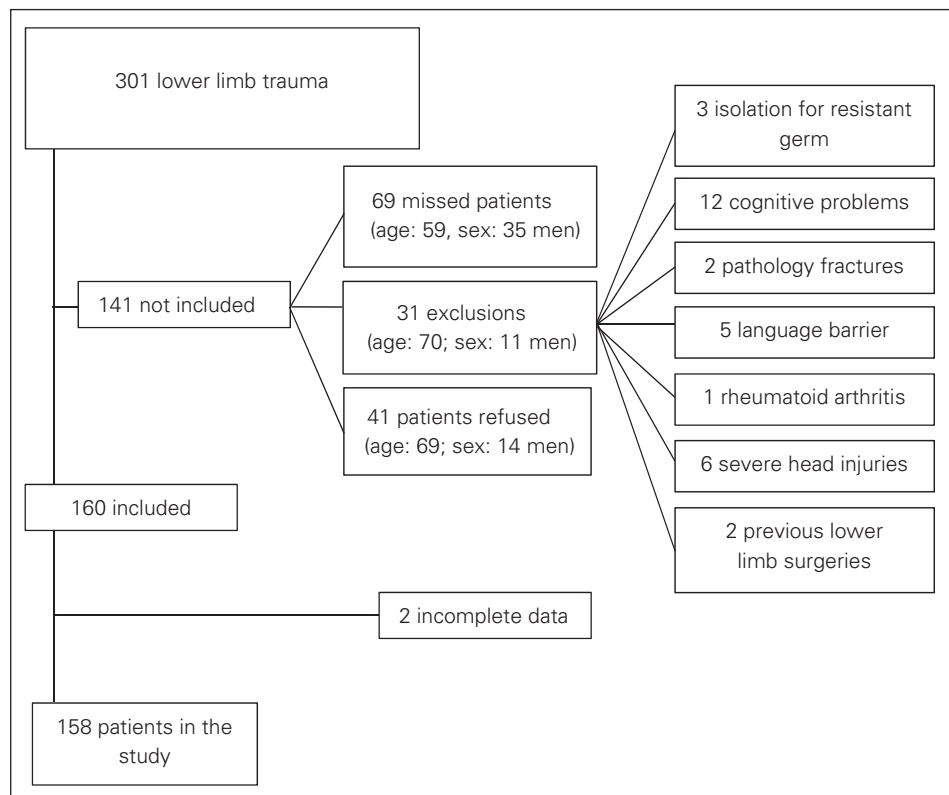 301 lower limb trauma
141 not included
69 missed patients
(age: 59, sex: 35 men)
31 exclusions
(age: 70; sex: 11 men)
41 patients refused
(age: 69; sex: 14 men)
3 isolation for resistant
germ
12 cognitive problems
2 pathology fractures
5 language barrier
1 rheumatoid arthritis
6 severe head injuries
2 previous lower
limb surgeries
160 included
2 incomplete data
158 patients in the
study